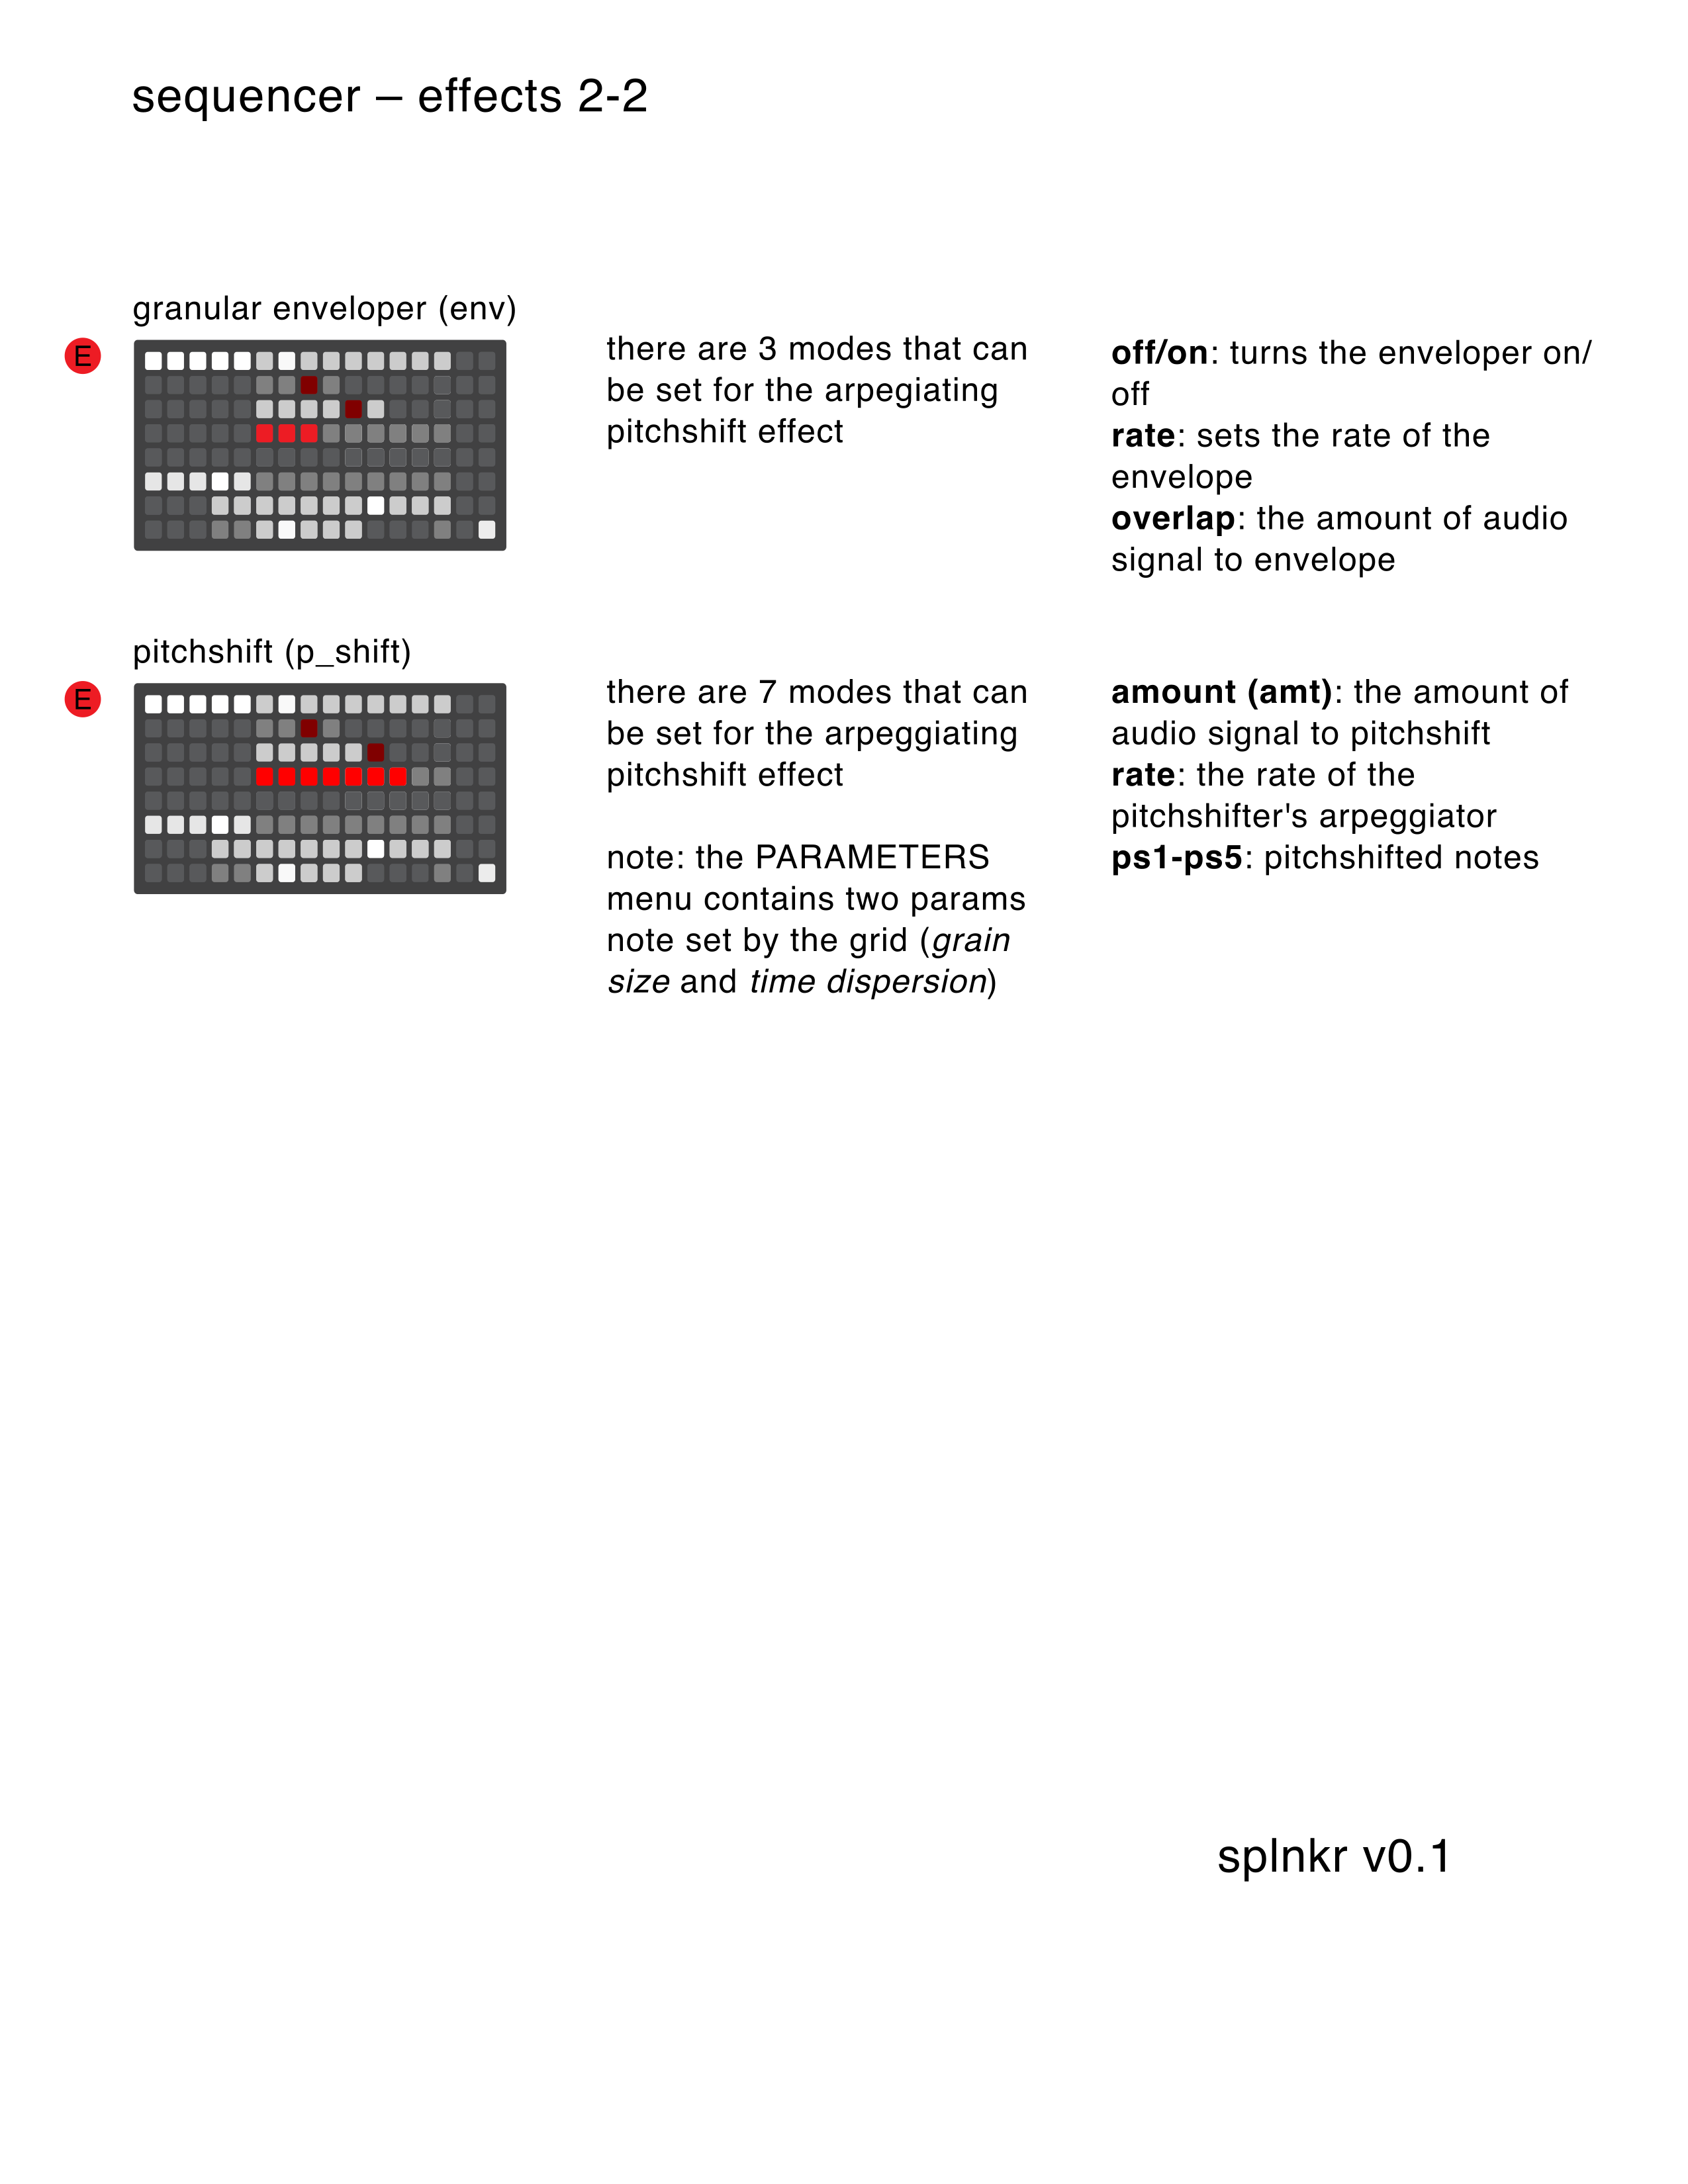 sequencer – effects 2-2
granular enveloper (env)
E
there are 3 modes that can
be set for the arpegiating
pitchshift effect
off/on: turns the enveloper on/
off
rate: sets the rate of the
envelope
overlap: the amount of audio
signal to envelope
pitchshift (p_shift)
E
there are 7 modes that can
be set for the arpeggiating
pitchshift effect
note: the PARAMETERS
menu contains two params
note set by the grid (grain
size and time dispersion)
amount (amt): the amount of
audio signal to pitchshift
rate: the rate of the
pitchshifter's arpeggiator
ps1-ps5: pitchshifted notes
splnkr v0.1